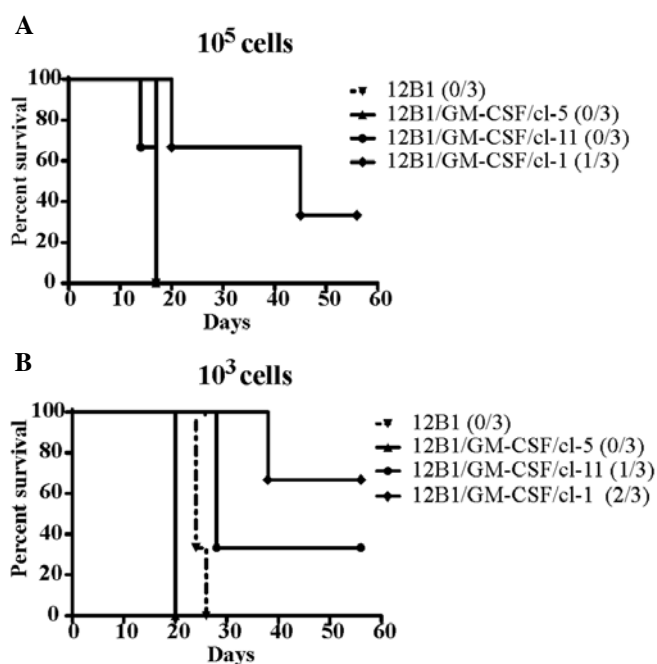 A
10⁵ cells
100
80
60
40
20
0
Percent survival
0 10 20 30 40 50 60
Days
12B1 (0/3)
12B1/GM-CSF/cl-5 (0/3)
12B1/GM-CSF/cl-11 (0/3)
12B1/GM-CSF/cl-1 (1/3)
B
10³ cells
100
80
60
40
20
0
Percent survival
0 10 20 30 40 50 60
Days
12B1 (0/3)
12B1/GM-CSF/cl-5 (0/3)
12B1/GM-CSF/cl-11 (1/3)
12B1/GM-CSF/cl-1 (2/3)